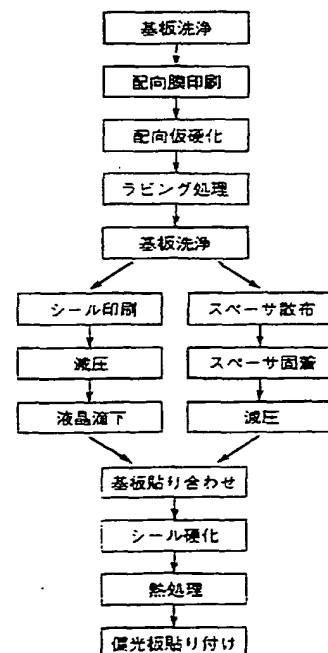 基板洗浄
配向膜印刷
配向仮硬化
ラビング処理
基板洗浄
シール印刷
スペーサ散布
減圧
スペーサ固着
液晶滴下
減圧
基板貼り合わせ
シール硬化
熱処理
偏光板貼り付け